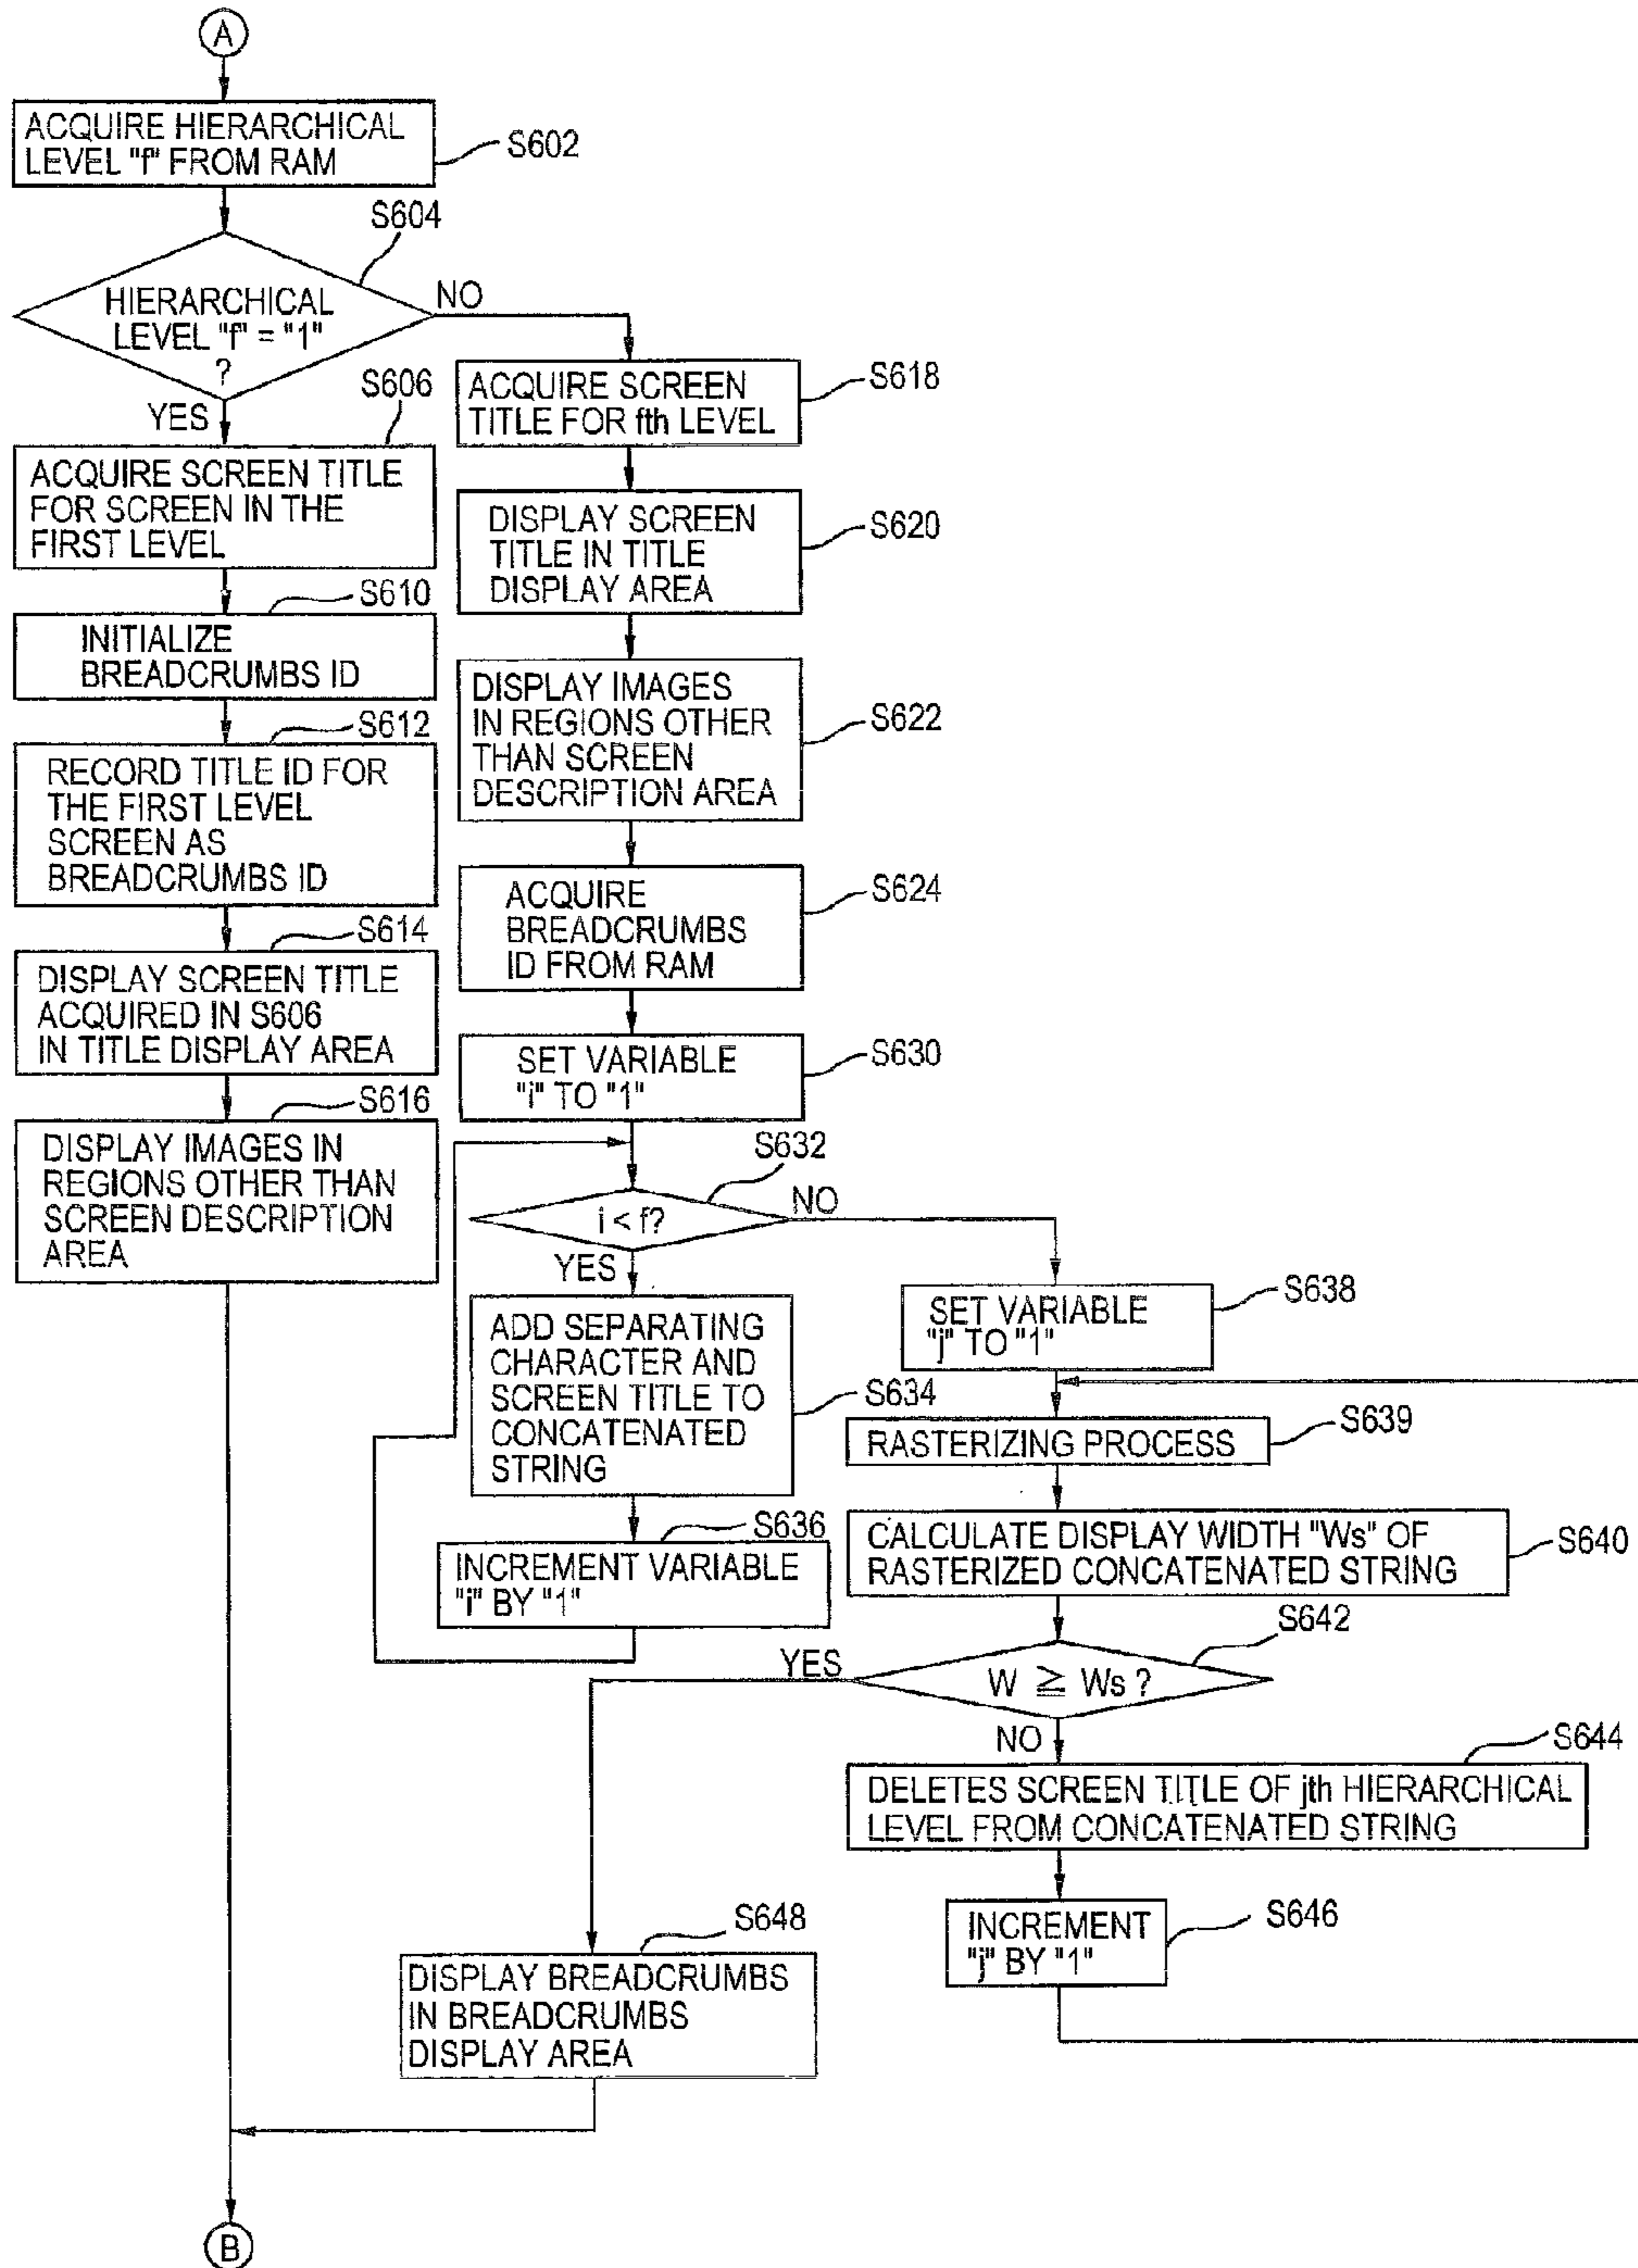 A
ACQUIRE HIERARCHICAL
LEVEL "f" FROM RAM
S602
S604
HIERARCHICAL
LEVEL "f" = "1"
?
NO
YES
S606
ACQUIRE SCREEN TITLE
FOR SCREEN IN THE
FIRST LEVEL
S610
INITIALIZE
BREADCRUMBS ID
S612
RECORD TITLE ID FOR
THE FIRST LEVEL
SCREEN AS
BREADCRUMBS ID
S614
DISPLAY SCREEN TITLE
ACQUIRED IN S606
IN TITLE DISPLAY AREA
S616
DISPLAY IMAGES IN
REGIONS OTHER THAN
SCREEN DESCRIPTION
AREA
ACQUIRE SCREEN
TITLE FOR fth LEVEL
S618
DISPLAY SCREEN
TITLE IN TITLE
DISPLAY AREA
S620
DISPLAY IMAGES
IN REGIONS OTHER
THAN SCREEN
DESCRIPTION AREA
S622
ACQUIRE
BREADCRUMBS
ID FROM RAM
S624
SET VARIABLE
"i" TO "1"
S630
S632
i < f?
NO
YES
ADD SEPARATING
CHARACTER AND
SCREEN TITLE TO
CONCATENATED
STRING
S634
S636
INCREMENT VARIABLE
"i" BY "1"
SET VARIABLE
"j" TO "1"
S638
RASTERIZING PROCESS
S639
CALCULATE DISPLAY WIDTH "Ws" OF
RASTERIZED CONCATENATED STRING
S640
S642
W ≧ Ws ?
YES
NO
S644
DELETES SCREEN TITLE OF jth HIERARCHICAL
LEVEL FROM CONCATENATED STRING
INCREMENT
"j" BY "1"
S646
S648
DISPLAY BREADCRUMBS
IN BREADCRUMBS
DISPLAY AREA
B